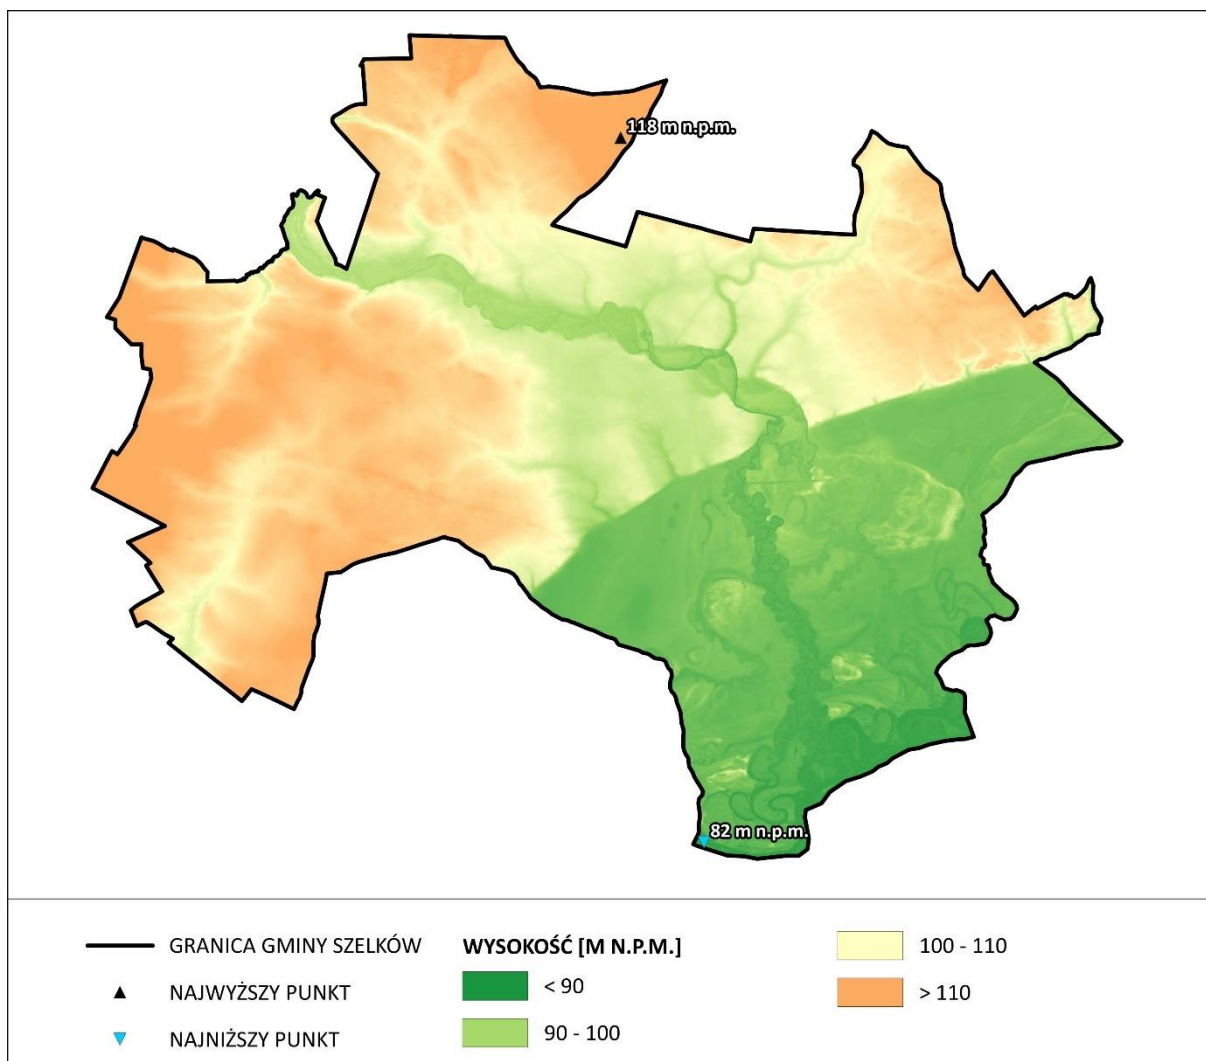 118 m n.p.m.
82 m n.p.m.
GRANICA GMINY SZELKÓW
NAJWYŻSZY PUNKT
NAJNIŻSZY PUNKT
WYSOKOŚĆ [M N.P.M.]
< 90
90 - 100
100 - 110
> 110